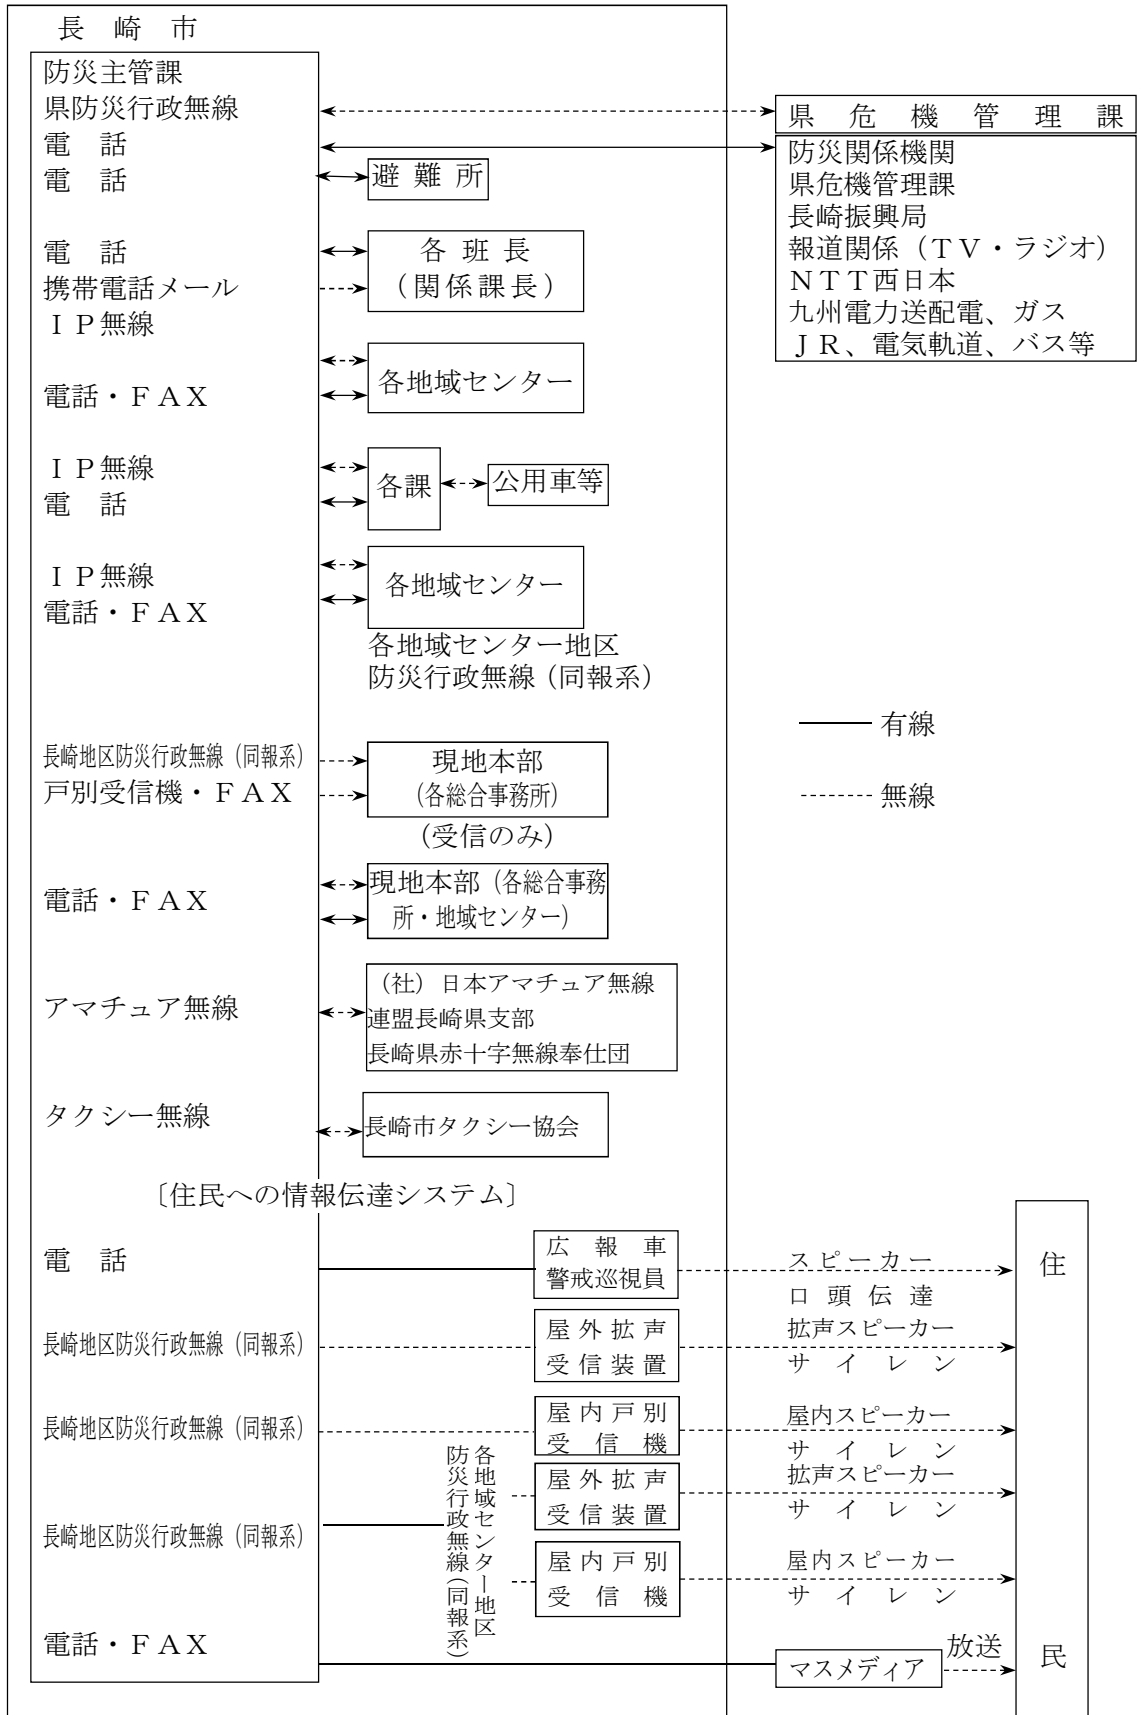 長　崎　市
防災主管課
県防災行政無線
県　危　機　管　理　課
電　話
防災関係機関
県危機管理課
長崎振興局
報道関係（ＴＶ・ラジオ）
ＮＴＴ西日本
九州電力送配電、ガス
ＪＲ、電気軌道、バス等
電　話
避 難 所
電　話
携帯電話メール
各 班 長
（関係課長）
ＩＰ無線
各地域センター
電話・ＦＡＸ
ＩＰ無線
電　話
各課
公用車等
ＩＰ無線
電話・ＦＡＸ
各地域センター
各地域センター地区
防災行政無線（同報系）
有線
無線
長崎地区防災行政無線（同報系）
戸別受信機・ＦＡＸ
現地本部
（各総合事務所）
（受信のみ）
電話・ＦＡＸ
現地本部（各総合事務
所・地域センター）
アマチュア無線
（社）日本アマチュア無線
連盟長崎県支部
長崎県赤十字無線奉仕団
タクシー無線
長崎市タクシー協会
〔住民への情報伝達システム〕
電　話
広　報　車
警戒巡視員
スピーカー
口　頭　伝　達
長崎地区防災行政無線（同報系）
屋 外 拡 声
受 信 装 置
拡声スピーカー
サ　イ　レ　ン
長崎地区防災行政無線（同報系）
屋 内 戸 別
受　信　機
屋内スピーカー
サ　イ　レ　ン
長崎地区防災行政無線（同報系）
各地域センター地区
防災行政無線（同報系）
屋 外 拡 声
受 信 装 置
拡声スピーカー
サ　イ　レ　ン
屋 内 戸 別
受　信　機
屋内スピーカー
サ　イ　レ　ン
電話・ＦＡＸ
マスメディア
放送
住　民